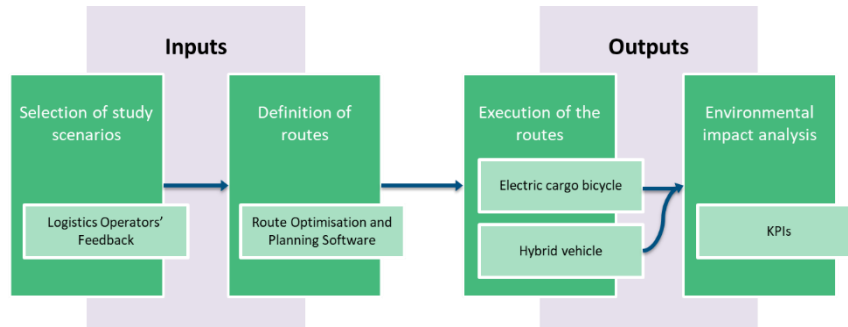 Inputs
Outputs
Selection of study
scenarios
Logistics Operators'
Feedback
Definition of
routes
Route Optimisation and
Planning Software
Execution of the
routes
Electric cargo bicycle
Hybrid vehicle
Environmental
impact analysis
KPIs